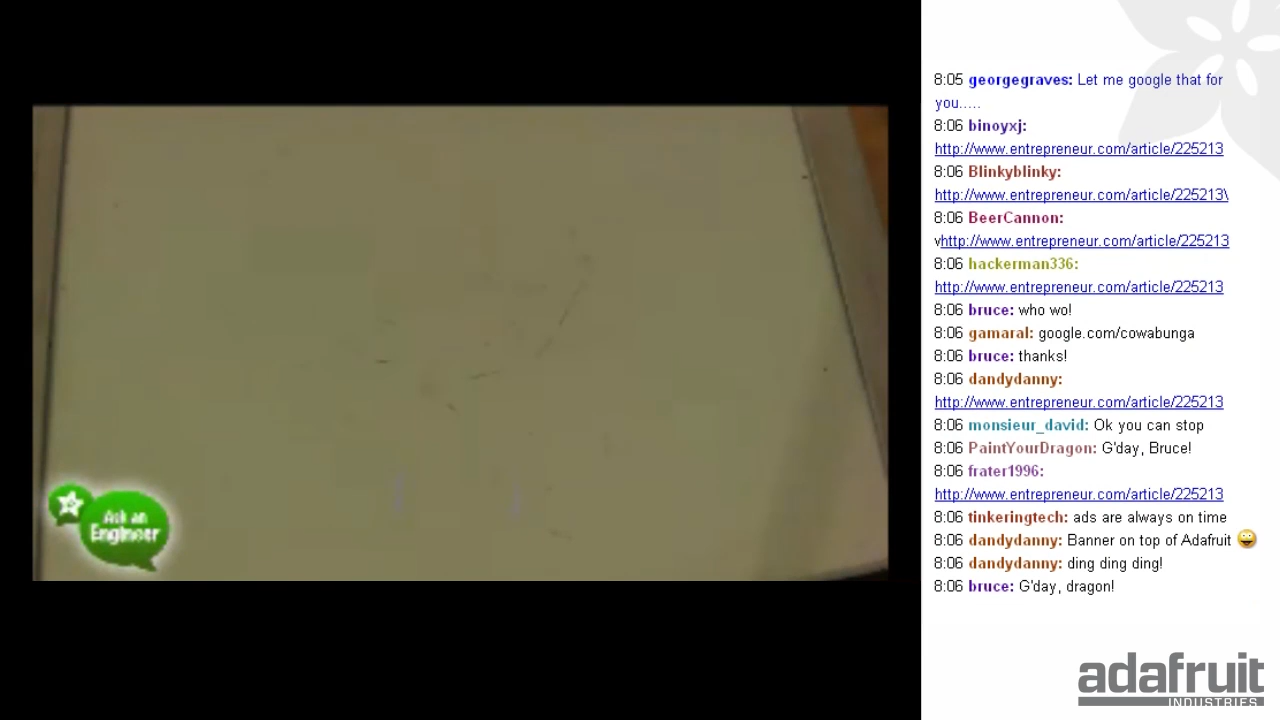 8:05 georgegraves: Let me google that for
you.....
8:06 binoyxj:
http://www.entrepreneur.com/article/225213
8:06 Blinkyblinky:
http://www.entrepreneur.com/article/225213\
8:06 BeerCannon:
vhttp://www.entrepreneur.com/article/225213
8:06 hackerman336:
http://www.entrepreneur.com/article/225213
8:06 bruce: who wo!
8:06 gamaral: google.com/cowabunga
8:06 bruce: thanks!
8:06 dandydanny:
http://www.entrepreneur.com/article/225213
8:06 monsieur_david: Ok you can stop
8:06 PaintYourDragon: G'day, Bruce!
8:06 frater1996:
http://www.entrepreneur.com/article/225213
8:06 tinkeringtech: ads are always on time
8:06 dandydanny: Banner on top of Adafruit
8:06 dandydanny: ding ding ding!
8:06 bruce: G'day, dragon!
Ask an
Engineer
adafruit
INDUSTRIES